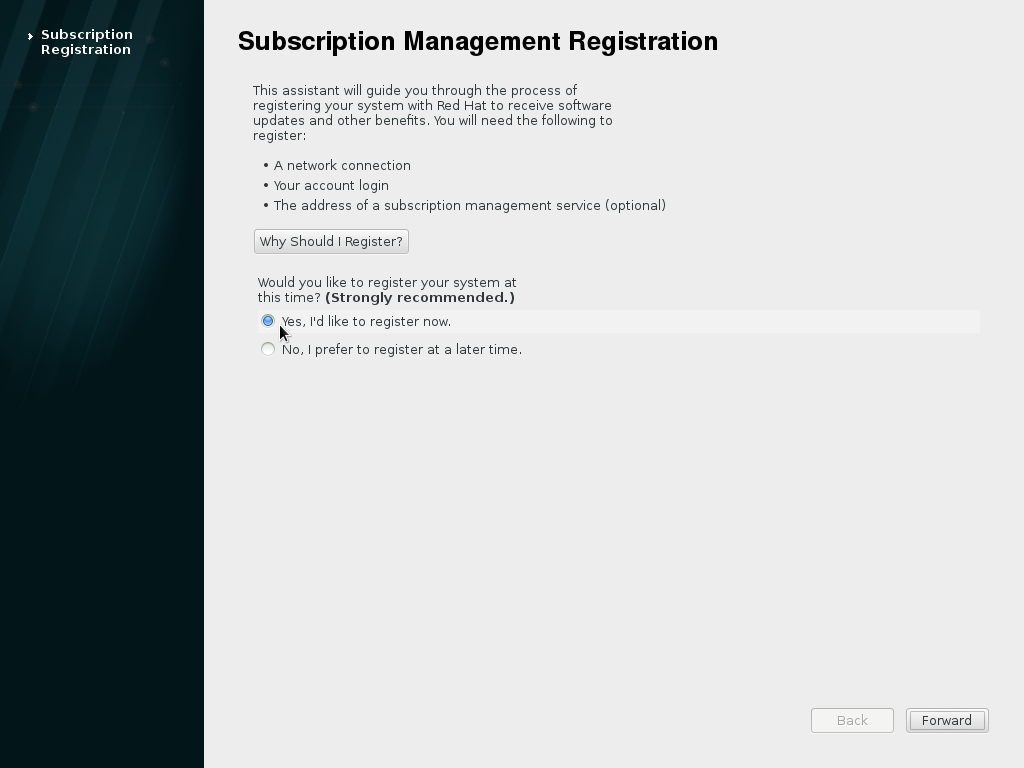 Subscription
Registration
Subscription Management Registration
This assistant will guide you through the process of
registering your system with Red Hat to receive software
updates and other benefits. You will need the following to
register:
• A network connection
• Your account login
• The address of a subscription management service (optional)
Why Should I Register?
Would you like to register your system at
this time? (Strongly recommended.)
Yes, I'd like to register now.
No, I prefer to register at a later time.
Back
Forward